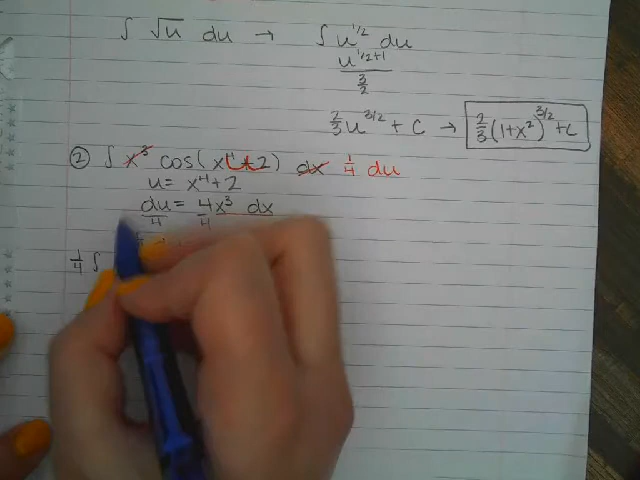 ∫ √u du → ∫ u^1/2 du
u^1/2+1
3/2
2/3 u^3/2 + C → 2/3 (1+x²)^3/2 + C
② ∫ x³ cos(x⁴+2) dx 1/4 du
u = x⁴+2
du = 4x³ dx
4 4
1/4 ∫